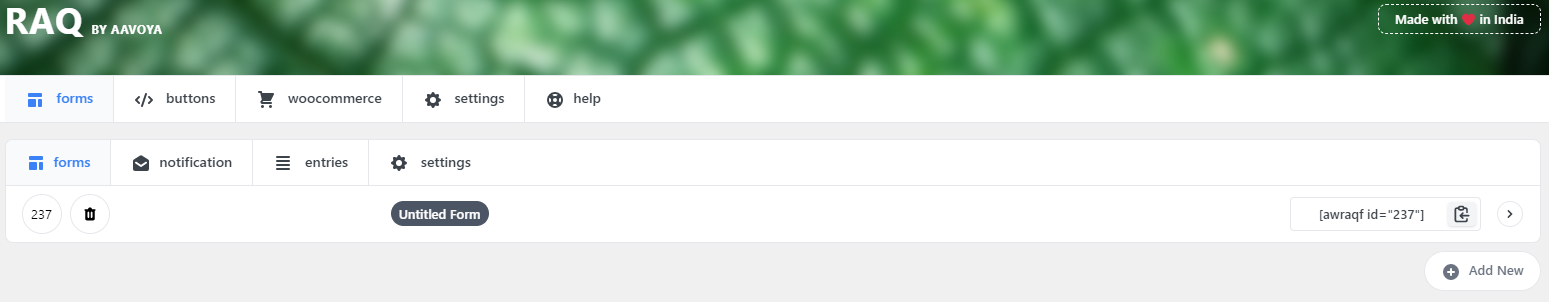 RAQ BY AAVOYA
Made with ❤ in India
forms buttons woocommerce settings help
forms notification entries settings
237 Untitled Form [awraqf id="237"]
Add New